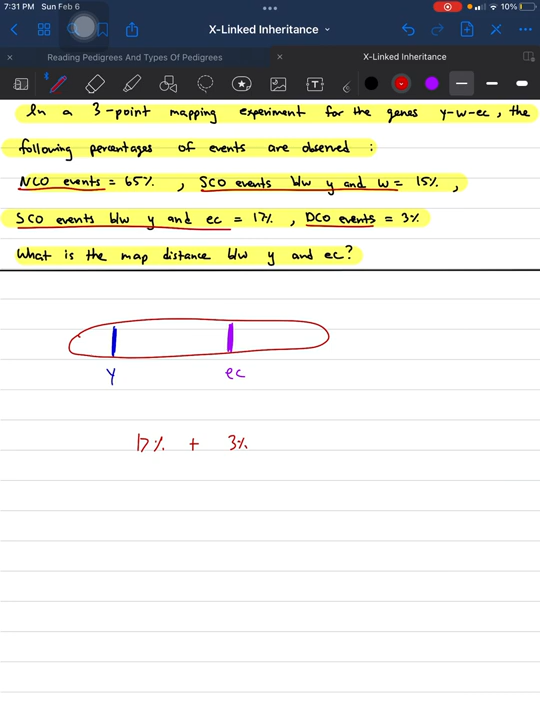 7:31 PM Sun Feb 6
10%
X-Linked Inheritance
Reading Pedigrees And Types Of Pedigrees
X-Linked Inheritance
In a 3-point mapping experiment for the genes y-w-ec, the
following percentages of events are observed :
NCO events = 65%, SCO events b/w y and w = 15%,
SCO events b/w y and ec = 17%, DCO events = 3%
What is the map distance b/w y and ec?
Y ec
17% + 3%